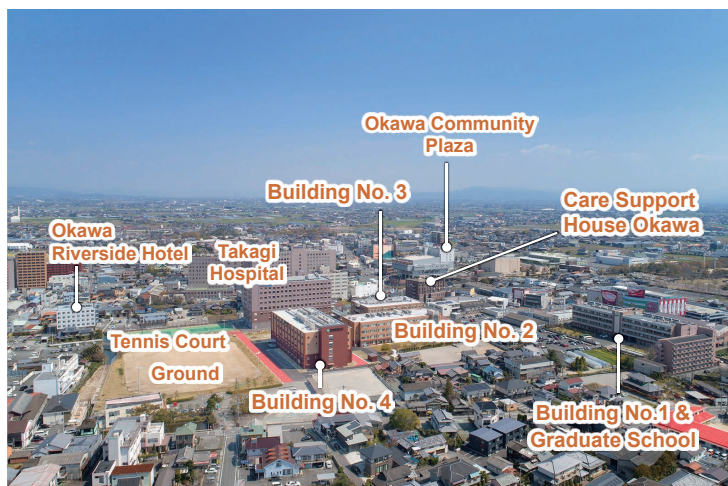 Okawa Community
Plaza
Building No. 3
Care Support
House Okawa
Okawa
Riverside Hotel
Takagi
Hospital
Tennis Court
Building No. 2
Ground
Building No. 4
Building No.1 &
Graduate School